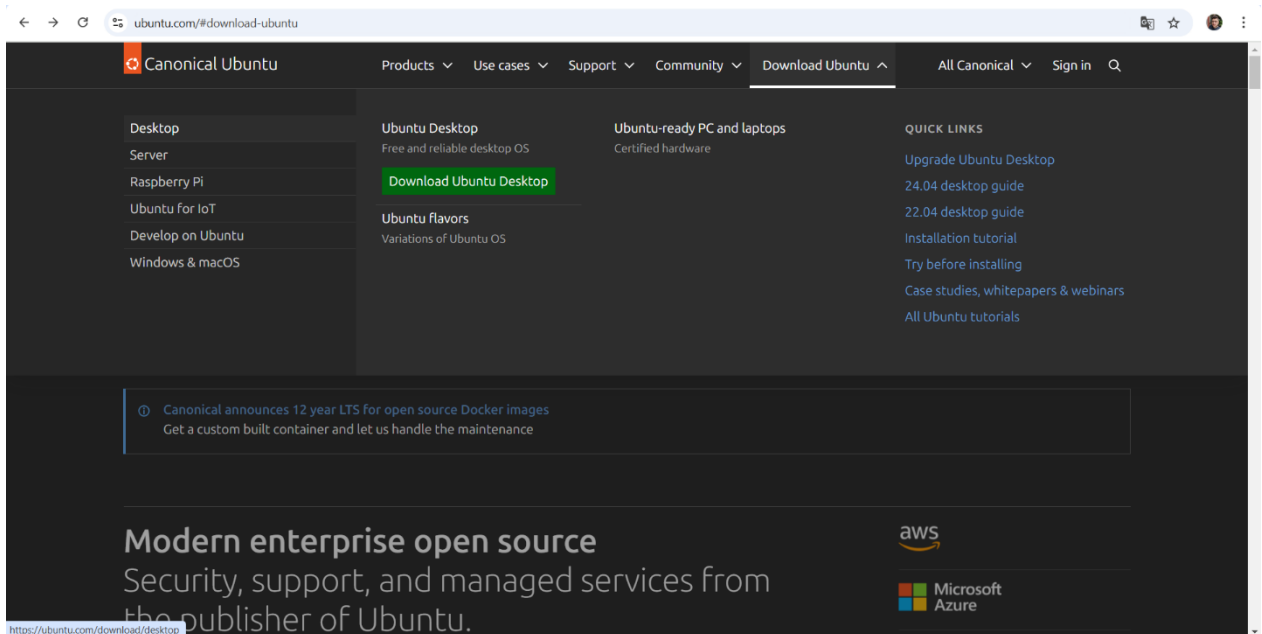 ubuntu.com/#download-ubuntu
Canonical Ubuntu
Products
Use cases
Support
Community
Download Ubuntu
All Canonical
Sign in
Desktop
Server
Raspberry Pi
Ubuntu for IoT
Develop on Ubuntu
Windows & macOS
Ubuntu Desktop
Free and reliable desktop OS
Download Ubuntu Desktop
Ubuntu flavors
Variations of Ubuntu OS
Ubuntu-ready PC and laptops
Certified hardware
QUICK LINKS
Upgrade Ubuntu Desktop
24.04 desktop guide
22.04 desktop guide
Installation tutorial
Try before installing
Case studies, whitepapers & webinars
All Ubuntu tutorials
Canonical announces 12 year LTS for open source Docker images
Get a custom built container and let us handle the maintenance
Modern enterprise open source
Security, support, and managed services from
the publisher of Ubuntu.
aws
Microsoft
Azure
https://ubuntu.com/download/desktop